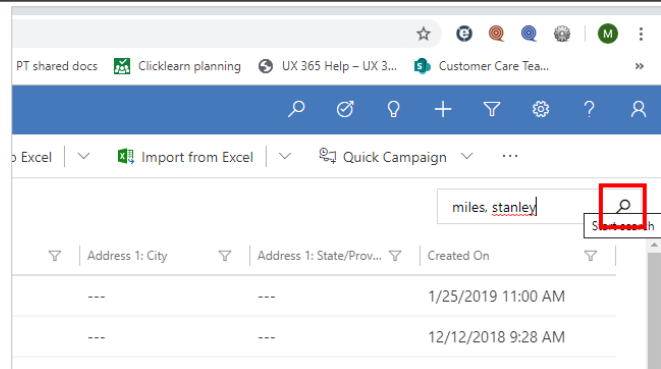 M
PT shared docs Clicklearn planning UX 365 Help – UX 3... Customer Care Tea... »
Excel Import from Excel Quick Campaign ...
miles, stanley
Start search
Address 1: City Address 1: State/Prov... Created On
--- --- 1/25/2019 11:00 AM
--- --- 12/12/2018 9:28 AM